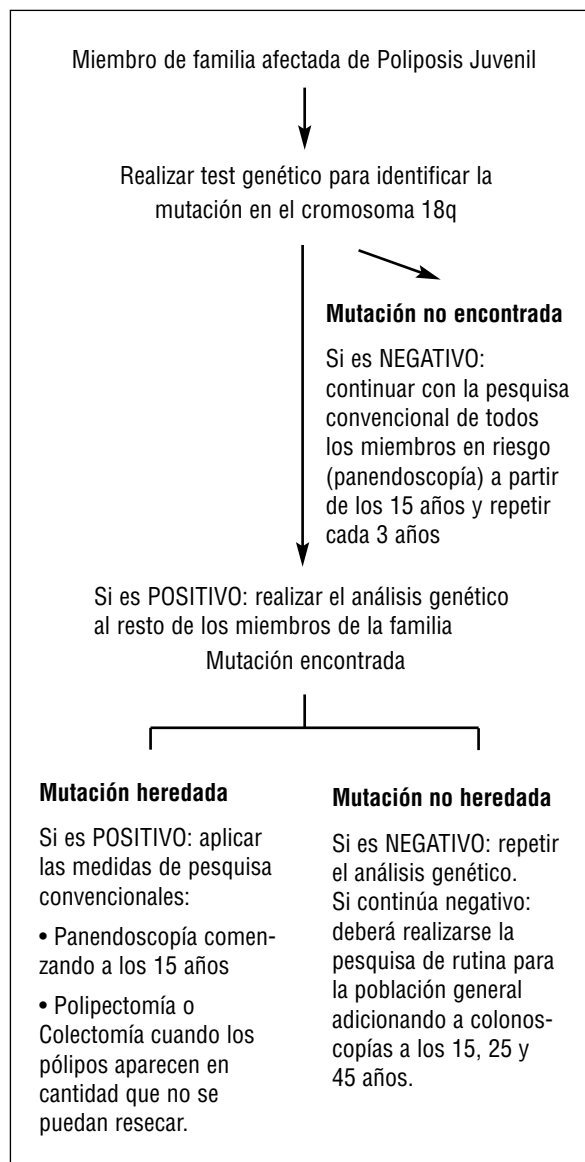 Miembro de familia afectada de Poliposis Juvenil
Realizar test genético para identificar la
mutación en el cromosoma 18q
Mutación no encontrada
Si es NEGATIVO:
continuar con la pesquisa
convencional de todos
los miembros en riesgo
(panendoscopía) a partir
de los 15 años y repetir
cada 3 años
Si es POSITIVO: realizar el análisis genético
al resto de los miembros de la familia
Mutación encontrada
Mutación heredada
Si es POSITIVO: aplicar
las medidas de pesquisa
convencionales:
• Panendoscopía comen-
zando a los 15 años
• Polipectomía o
Colectomía cuando los
pólipos aparecen en
cantidad que no se
puedan resecar.
Mutación no heredada
Si es NEGATIVO: repetir
el análisis genético.
Si continúa negativo:
deberá realizarse la
pesquisa de rutina para
la población general
adicionando a colonos-
copías a los 15, 25 y
45 años.